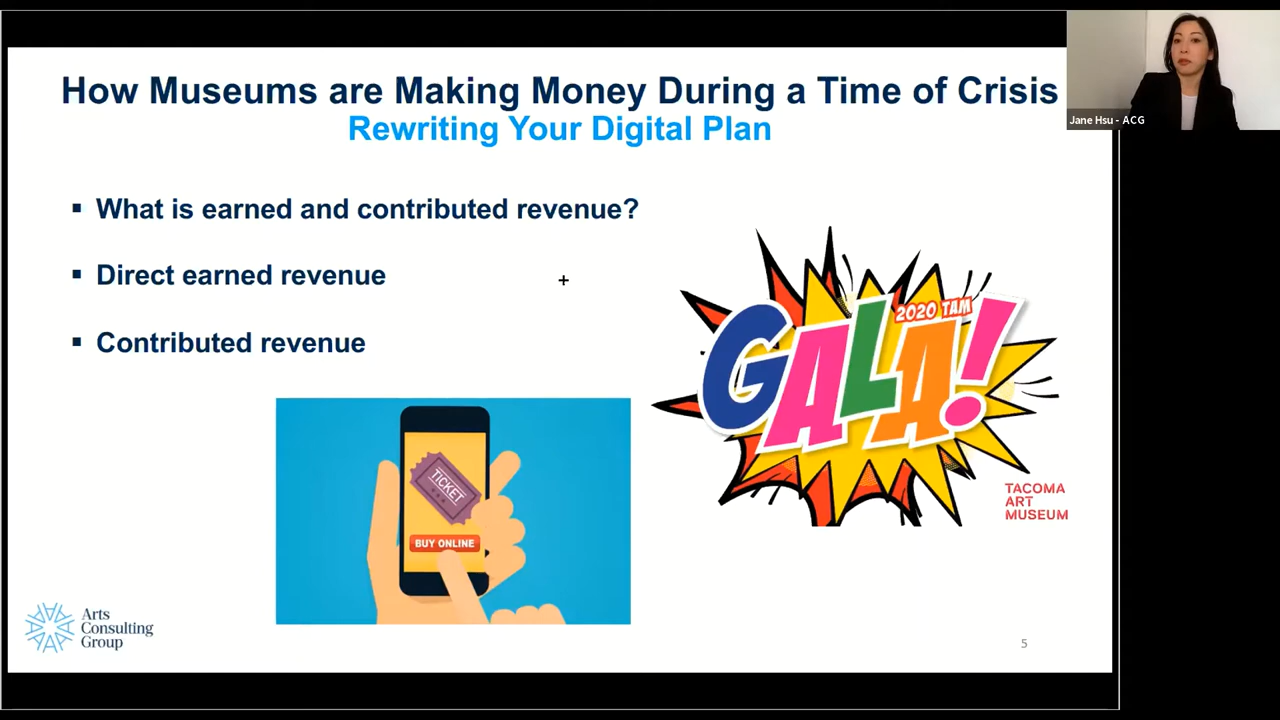 How Museums are Making Money During a Time of Crisis
Rewriting Your Digital Plan
▪ What is earned and contributed revenue?
▪ Direct earned revenue
▪ Contributed revenue
2020 TAM
GALA!
TACOMA
ART
MUSEUM
TICKET
BUY ONLINE
Arts
Consulting
Group
5
Jane Hsu - ACG